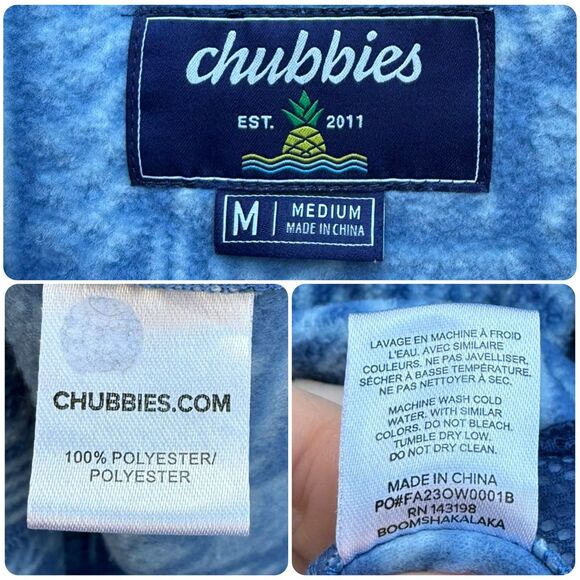 chubbies
EST. 2011
M MEDIUM
MADE IN CHINA
CHUBBIES.COM
100% POLYESTER/
POLYESTER
LAVAGE EN MACHINE À FROID
L'EAU. AVEC SIMILAIRE
COULEURS. NE PAS JAVELLISER.
SÉCHER À BASSE TEMPÉRATURE.
NE PAS NETTOYER À SEC.
MACHINE WASH COLD
WATER. WITH SIMILAR
COLORS. DO NOT BLEACH.
TUMBLE DRY LOW.
DO NOT DRY CLEAN.
MADE IN CHINA
PO#FA23OW0001B
RN 143198
BOOMSHAKALAKA